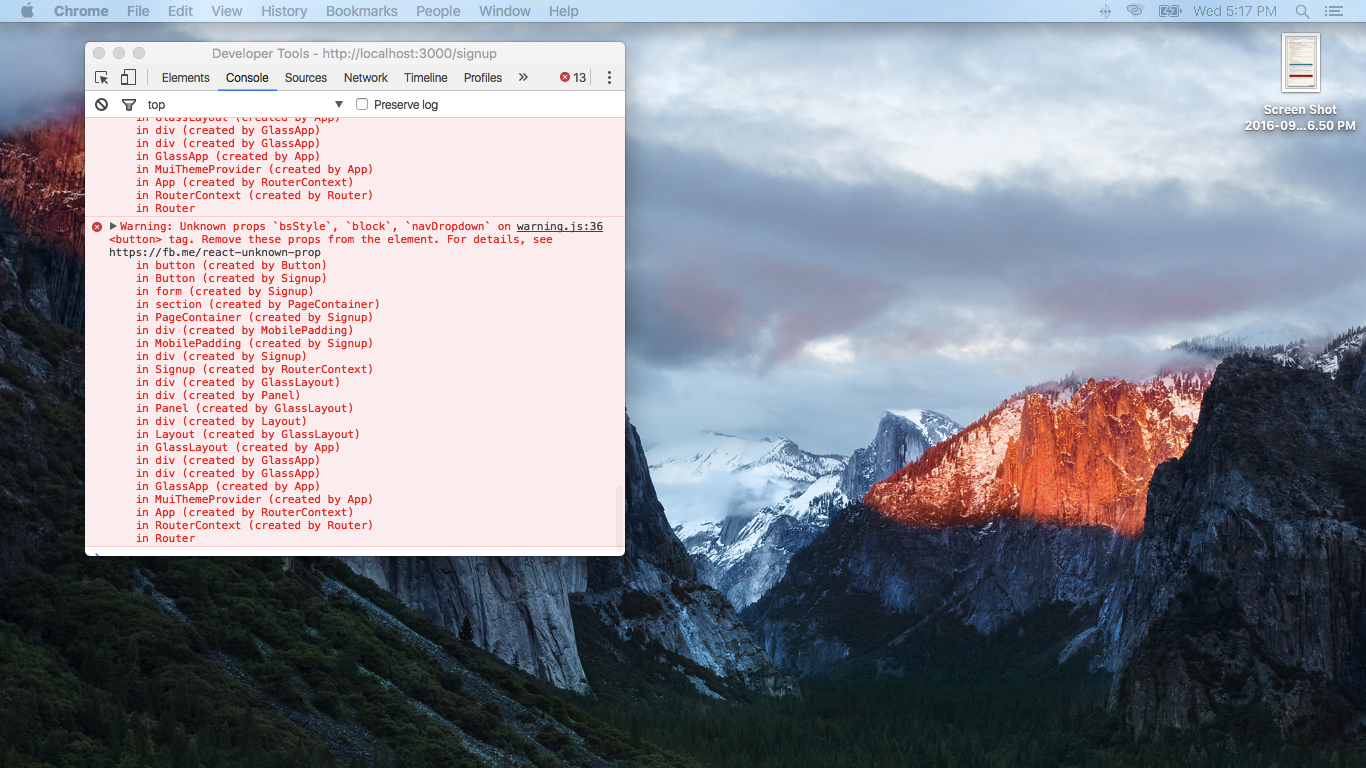 Chrome File Edit View History Bookmarks People Window Help Wed 5:17 PM
Screen Shot
2016-09...6.50 PM
Developer Tools - http://localhost:3000/signup
Elements Console Sources Network Timeline Profiles » 13
top Preserve log
in GlassLayout (created by App)
in div (created by GlassApp)
in div (created by GlassApp)
in GlassApp (created by App)
in MuiThemeProvider (created by App)
in App (created by RouterContext)
in RouterContext (created by Router)
in Router
Warning: Unknown props `bsStyle`, `block`, `navDropdown` on warning.js:36
<button> tag. Remove these props from the element. For details, see
https://fb.me/react-unknown-prop
in button (created by Button)
in Button (created by Signup)
in form (created by Signup)
in section (created by PageContainer)
in PageContainer (created by Signup)
in div (created by MobilePadding)
in MobilePadding (created by Signup)
in div (created by Signup)
in Signup (created by RouterContext)
in div (created by GlassLayout)
in div (created by Panel)
in Panel (created by GlassLayout)
in div (created by Layout)
in Layout (created by GlassLayout)
in GlassLayout (created by App)
in div (created by GlassApp)
in div (created by GlassApp)
in GlassApp (created by App)
in MuiThemeProvider (created by App)
in App (created by RouterContext)
in RouterContext (created by Router)
in Router